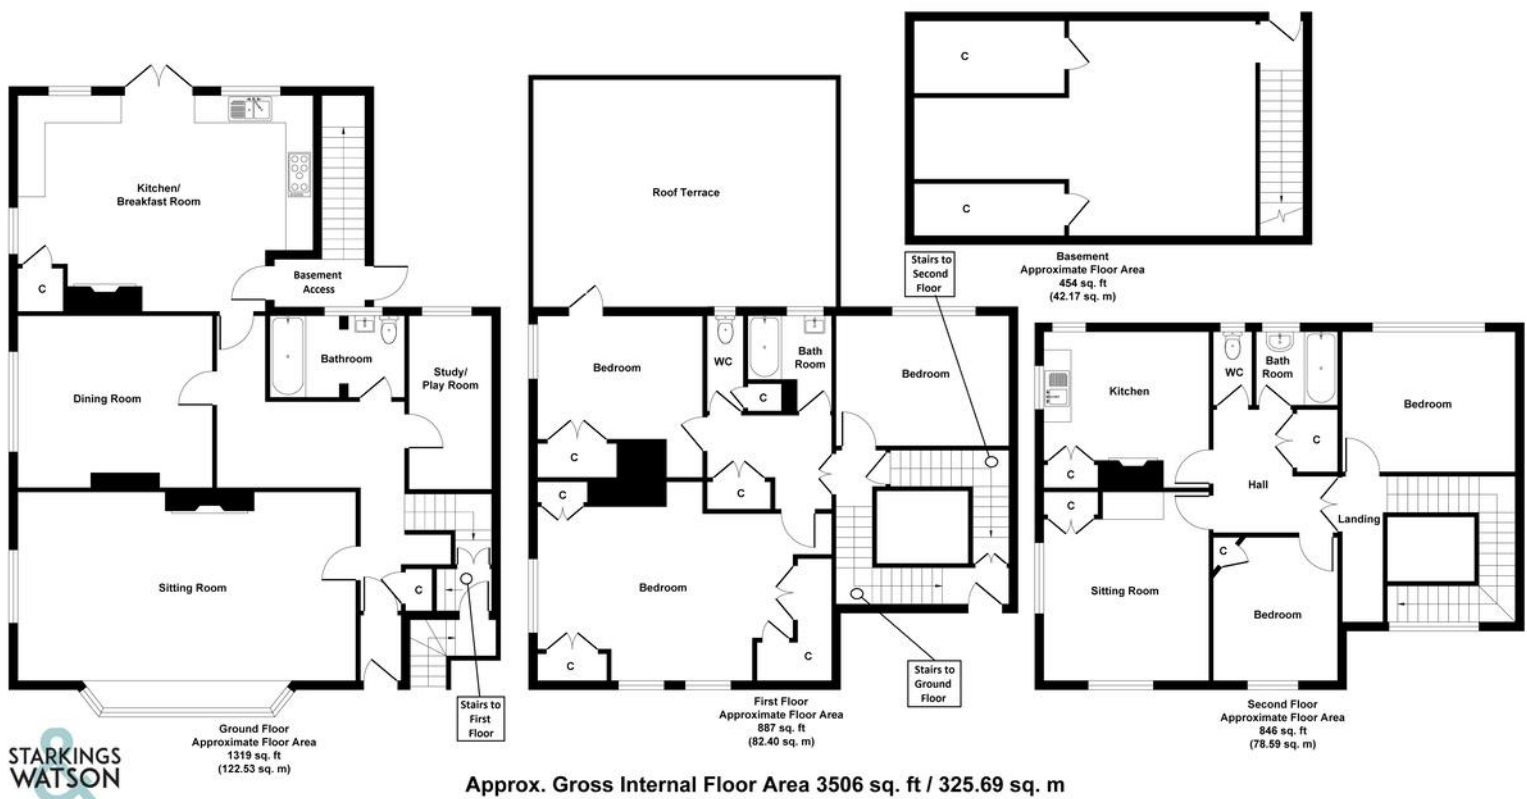 Kitchen/
Breakfast Room
C
Basement
Access
Dining Room
Bathroom
Study/
Play Room
Sitting Room
C
Stairs to
First
Floor
Ground Floor
Approximate Floor Area
1319 sq. ft
(122.53 sq. m)
Roof Terrace
Bedroom
WC
Bath
Room
C
Bedroom
C
C
C
Bedroom
C
C
Stairs to
Second
Floor
Stairs to
Ground
Floor
First Floor
Approximate Floor Area
887 sq. ft
(82.40 sq. m)
C
C
Basement
Approximate Floor Area
454 sq. ft
(42.17 sq. m)
Kitchen
WC
Bath
Room
Bedroom
C
C
Hall
C
Landing
C
Sitting Room
Bedroom
Second Floor
Approximate Floor Area
846 sq. ft
(78.59 sq. m)
&
STARKINGS
WATSON
Approx. Gross Internal Floor Area 3506 sq. ft / 325.69 sq. m